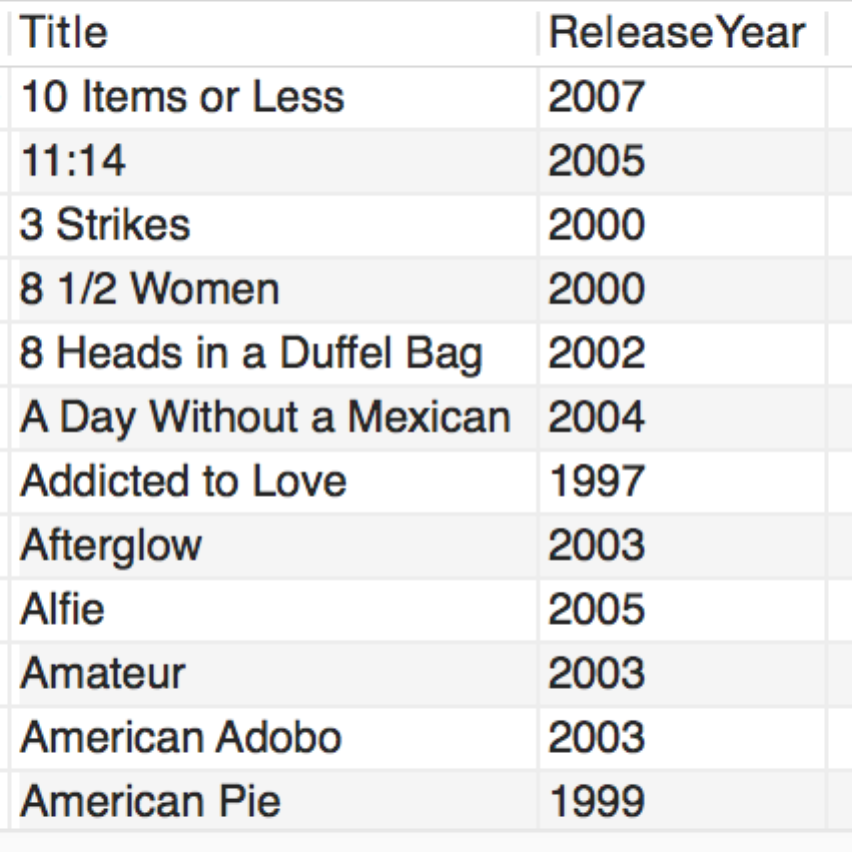 Title ReleaseYear
10 Items or Less 2007
11:14 2005
3 Strikes 2000
8 1/2 Women 2000
8 Heads in a Duffel Bag 2002
A Day Without a Mexican 2004
Addicted to Love 1997
Afterglow 2003
Alfie 2005
Amateur 2003
American Adobo 2003
American Pie 1999